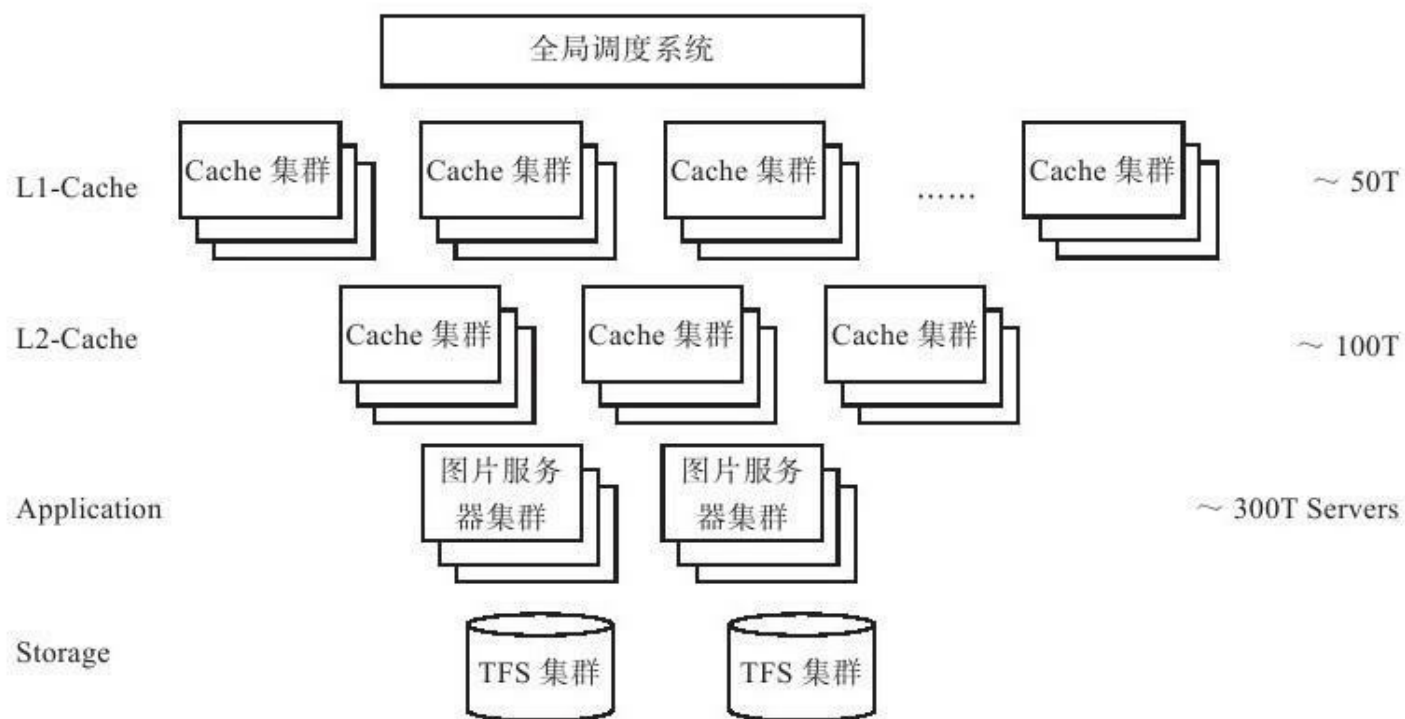 全局调度系统
L1-Cache
Cache 集群
Cache 集群
Cache 集群
……
Cache 集群
～ 50T
L2-Cache
Cache 集群
Cache 集群
Cache 集群
～ 100T
Application
图片服务
器集群
图片服务
器集群
～ 300T Servers
Storage
TFS 集群
TFS 集群